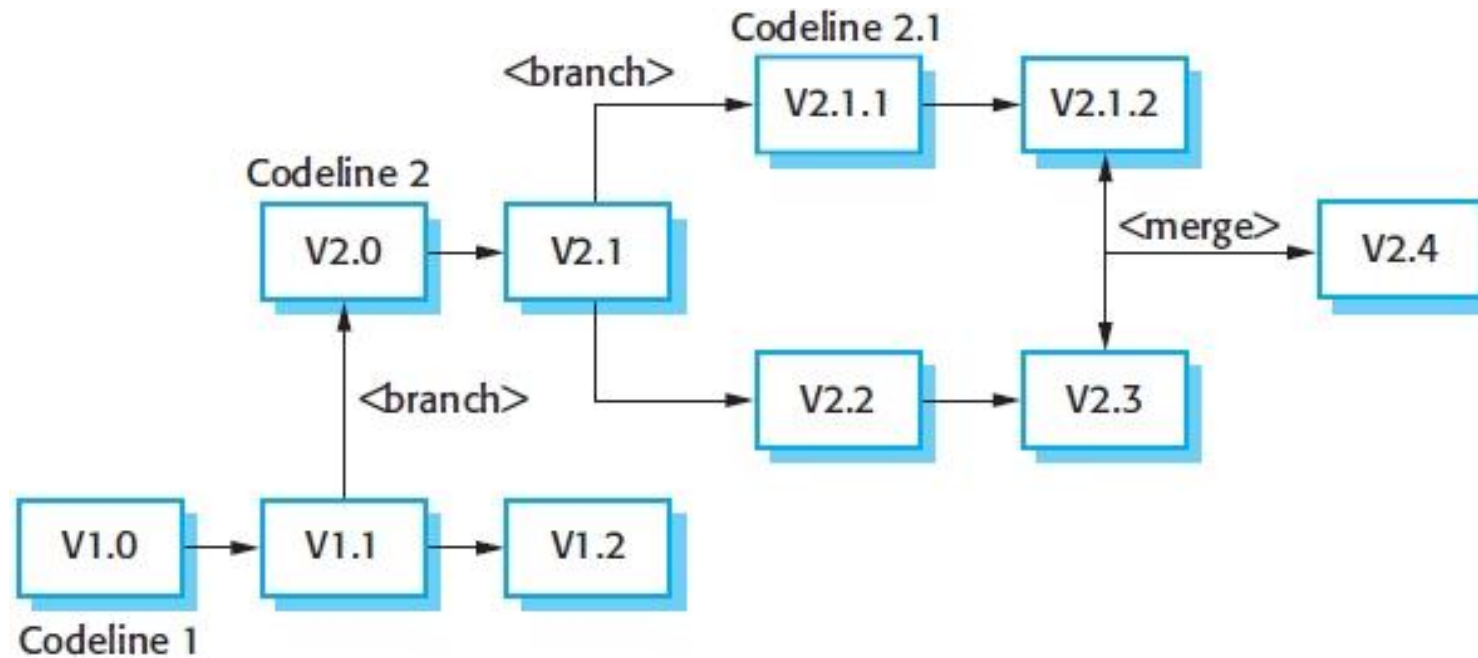 Codeline 2.1
<branch>
V2.1.1
V2.1.2
Codeline 2
V2.0
V2.1
<merge>
V2.4
<branch>
V2.2
V2.3
V1.0
V1.1
V1.2
Codeline 1